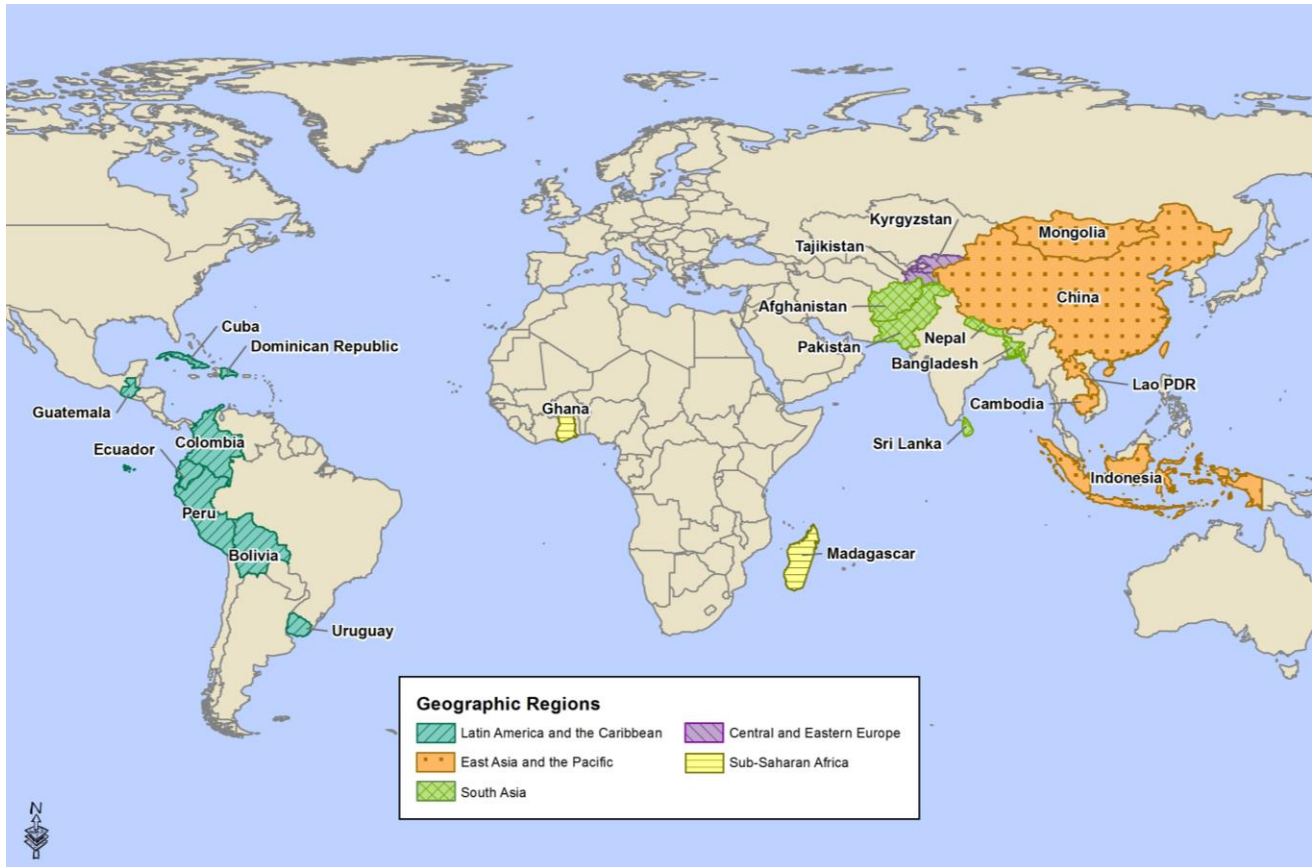 Kyrgyzstan
Mongolia
Tajikistan
China
Afghanistan
Cuba
Nepal
Dominican Republic
Pakistan
Bangladesh
Lao PDR
Guatemala
Ghana
Cambodia
Colombia
Ecuador
Sri Lanka
Indonesia
Peru
Bolivia
Madagascar
Uruguay
Geographic Regions
Latin America and the Caribbean
Central and Eastern Europe
East Asia and the Pacific
Sub-Saharan Africa
South Asia
N